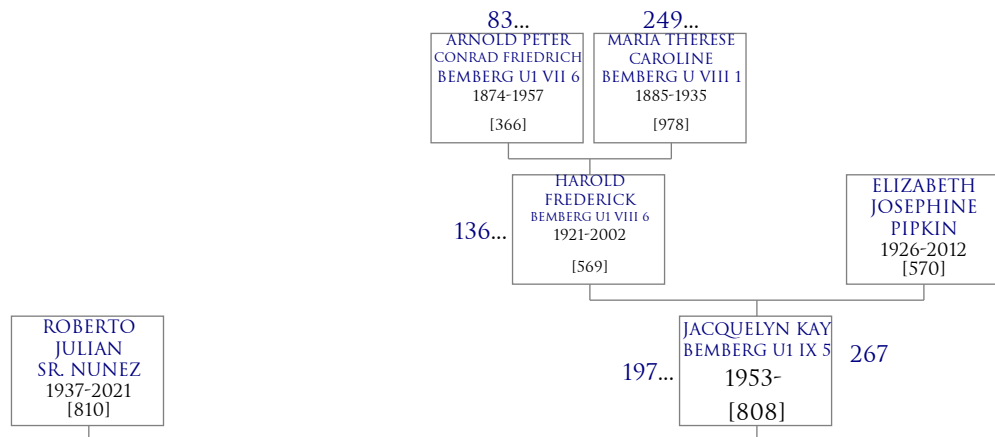 83...
249...
ARNOLD PETER
CONRAD FRIEDRICH
BEMBERG U1 VII 6
1874-1957
[366]
MARIA THERESE
CAROLINE
BEMBERG U VIII 1
1885-1935
[978]
136...
HAROLD
FREDERICK
BEMBERG U1 VIII 6
1921-2002
[569]
ELIZABETH
JOSEPHINE
PIPKIN
1926-2012
[570]
ROBERTO
JULIAN
SR. NUNEZ
1937-2021
[810]
197...
JACQUELYN KAY
BEMBERG U1 IX 5
1953-
[808]
267